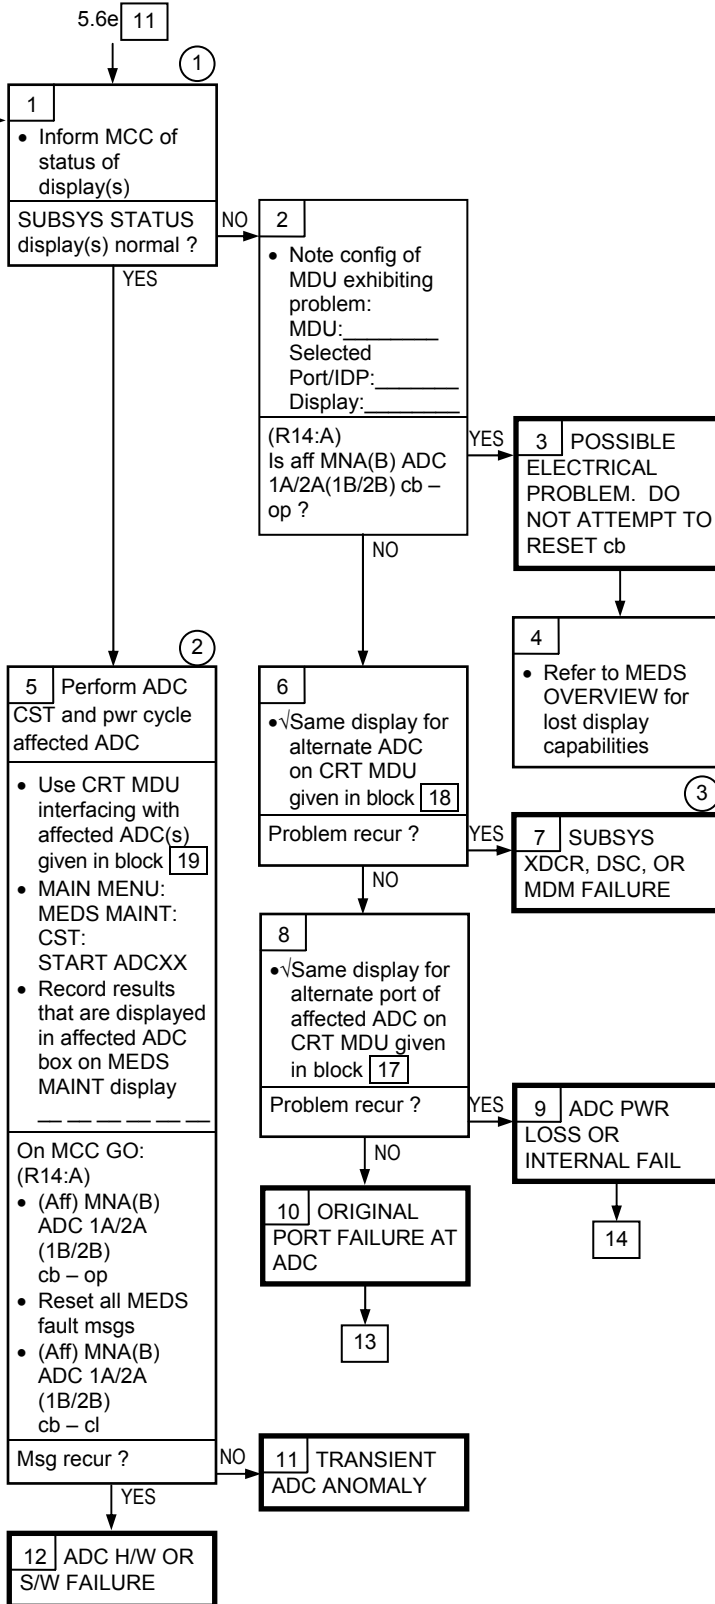 5.6e 11
1
1
• Inform MCC of
status of
display(s)
SUBSYS STATUS
display(s) normal ?
NO
YES
2
• Note config of
MDU exhibiting
problem:
MDU:________
Selected
Port/IDP:_______
Display:________
(R14:A)
Is aff MNA(B) ADC
1A/2A(1B/2B) cb –
op ?
YES
NO
3 POSSIBLE
ELECTRICAL
PROBLEM. DO
NOT ATTEMPT TO
RESET cb
4
• Refer to MEDS
OVERVIEW for
lost display
capabilities
2
5 Perform ADC
CST and pwr cycle
affected ADC
• Use CRT MDU
interfacing with
affected ADC(s)
given in block 19
• MAIN MENU:
MEDS MAINT:
CST:
START ADCXX
• Record results
that are displayed
in affected ADC
box on MEDS
MAINT display
__ __ __ __ __ __
On MCC GO:
(R14:A)
• (Aff) MNA(B)
ADC 1A/2A
(1B/2B)
cb – op
• Reset all MEDS
fault msgs
• (Aff) MNA(B)
ADC 1A/2A
(1B/2B)
cb – cl
Msg recur ?
NO
YES
6
•√Same display for
alternate ADC
on CRT MDU
given in block 18
Problem recur ?
YES
NO
3
7 SUBSYS
XDCR, DSC, OR
MDM FAILURE
8
•√Same display for
alternate port of
affected ADC on
CRT MDU given
in block 17
Problem recur ?
YES
NO
9 ADC PWR
LOSS OR
INTERNAL FAIL
14
10 ORIGINAL
PORT FAILURE AT
ADC
13
11 TRANSIENT
ADC ANOMALY
12 ADC H/W OR
S/W FAILURE